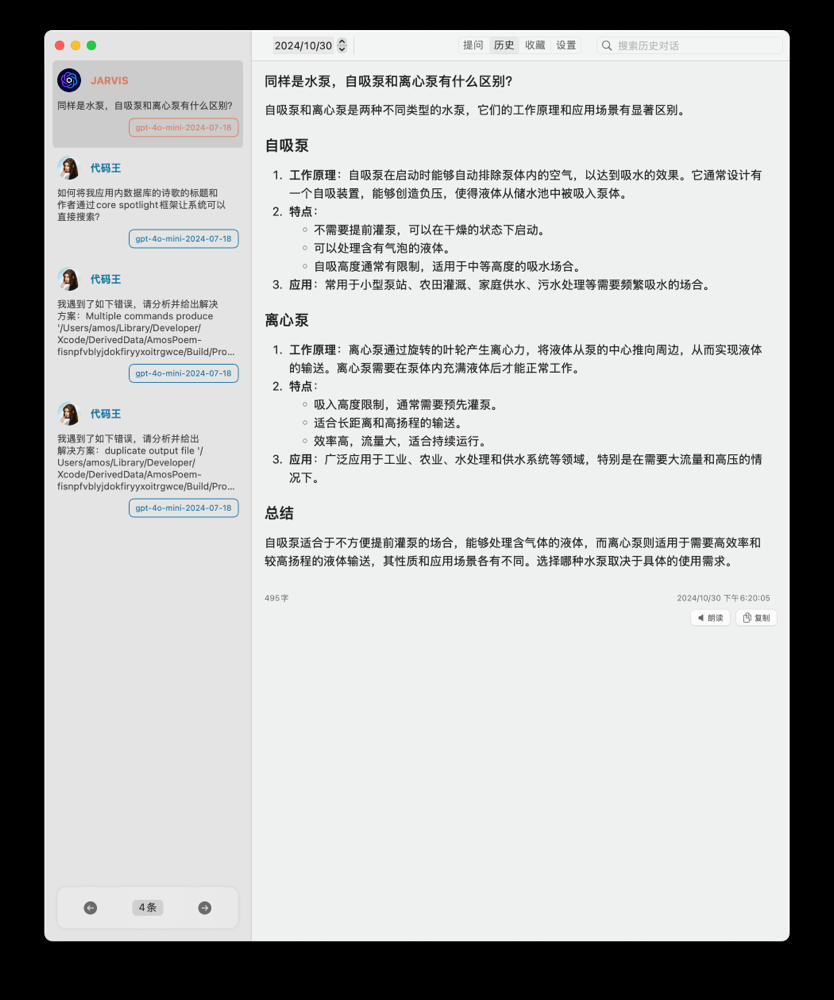 2024/10/30
提问 历史 收藏 设置
搜索历史对话
JARVIS
同样是水泵，自吸泵和离心泵有什么区别？
gpt-4o-mini-2024-07-18
代码王
如何将我应用内数据库的诗歌的标题和
作者通过core spotlight框架让系统可以
直接搜索？
gpt-4o-mini-2024-07-18
代码王
我遇到了如下错误，请分析并给出解决
方案：Multiple commands produce
'/Users/amos/Library/Developer/
Xcode/DerivedData/AmosPoem-
fisnpfvblyjdokfiryyxoitrgwce/Build/Pro...
gpt-4o-mini-2024-07-18
代码王
我遇到了如下错误，请分析并给出
解决方案：duplicate output file '/
Users/amos/Library/Developer/
Xcode/DerivedData/AmosPoem-
fisnpfvblyjdokfiryyxoitrgwce/Build/Pro...
gpt-4o-mini-2024-07-18
4条
同样是水泵，自吸泵和离心泵有什么区别？
自吸泵和离心泵是两种不同类型的水泵，它们的工作原理和应用场景有显著区别。
自吸泵
1. 工作原理：自吸泵在启动时能够自动排除泵体内的空气，以达到吸水的效果。它通常设计有
一个自吸装置，能够创造负压，使得液体从储水池中被吸入泵体。
2. 特点：
◦ 不需要提前灌泵，可以在干燥的状态下启动。
◦ 可以处理含有气泡的液体。
◦ 自吸高度通常有限制，适用于中等高度的吸水场合。
3. 应用：常用于小型泵站、农田灌溉、家庭供水、污水处理等需要频繁吸水的场合。
离心泵
1. 工作原理：离心泵通过旋转的叶轮产生离心力，将液体从泵的中心推向周边，从而实现液体
的输送。离心泵需要在泵体内充满液体后才能正常工作。
2. 特点：
◦ 吸入高度限制，通常需要预先灌泵。
◦ 适合长距离和高扬程的输送。
◦ 效率高，流量大，适合持续运行。
3. 应用：广泛应用于工业、农业、水处理和供水系统等领域，特别是在需要大流量和高压的情
况下。
总结
自吸泵适合于不方便提前灌泵的场合，能够处理含气体的液体，而离心泵则适用于需要高效率和
较高扬程的液体输送，其性质和应用场景各有不同。选择哪种水泵取决于具体的使用需求。
495字
2024/10/30 下午6:20:05
朗读 复制